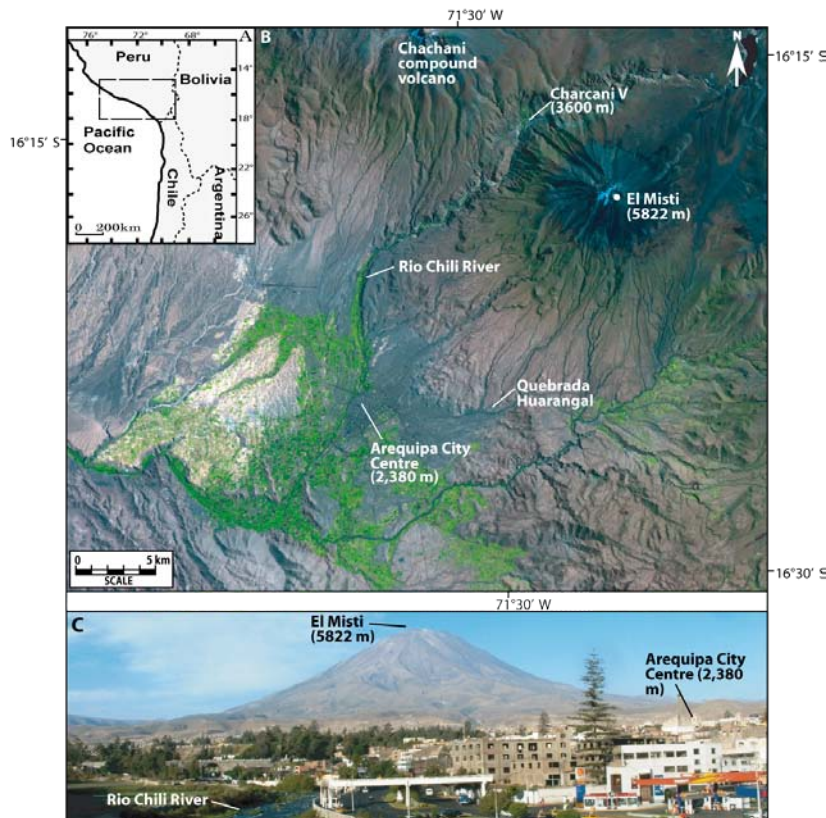 71°30' W
76° 72° 68° A
Peru
14°
Bolivia
18°
Pacific
Ocean
22°
Chile
Argentina
26°
0 200km
B
Chachani
compound
volcano
N
16°15' S
Charcani V
(3600 m)
16°15' S
El Misti
(5822 m)
Rio Chili River
Quebrada
Huarangal
Arequipa City
Centre
(2,380 m)
0 5 km
SCALE
16°30' S
71°30' W
C
El Misti
(5822 m)
Arequipa City
Centre (2,380
m)
Rio Chili River